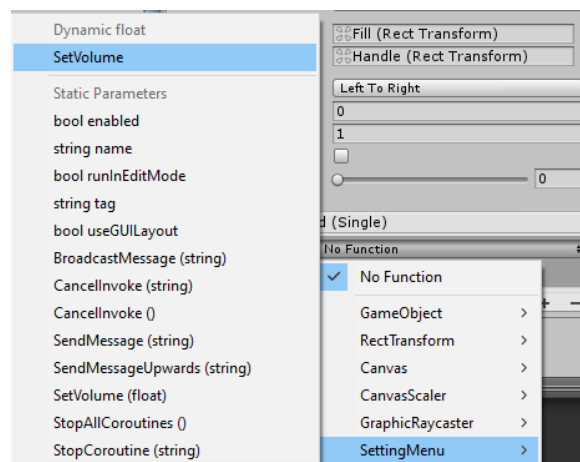 Dynamic float
SetVolume
Static Parameters
bool enabled
string name
bool runInEditMode
string tag
bool useGUILayout
BroadcastMessage (string)
CancelInvoke (string)
CancelInvoke ()
SendMessage (string)
SendMessageUpwards (string)
SetVolume (float)
StopAllCoroutines ()
StopCoroutine (string)
Fill (Rect Transform)
Handle (Rect Transform)
Left To Right
0
1
0
(Single)
No Function
No Function
GameObject
RectTransform
Canvas
CanvasScaler
GraphicRaycaster
SettingMenu